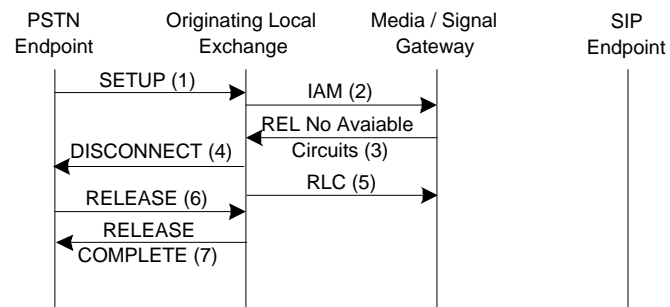 PSTN
Endpoint
Originating Local
Exchange
Media / Signal
Gateway
SIP
Endpoint
SETUP (1)
IAM (2)
REL No Avaiable
Circuits (3)
DISCONNECT (4)
RLC (5)
RELEASE (6)
RELEASE
COMPLETE (7)